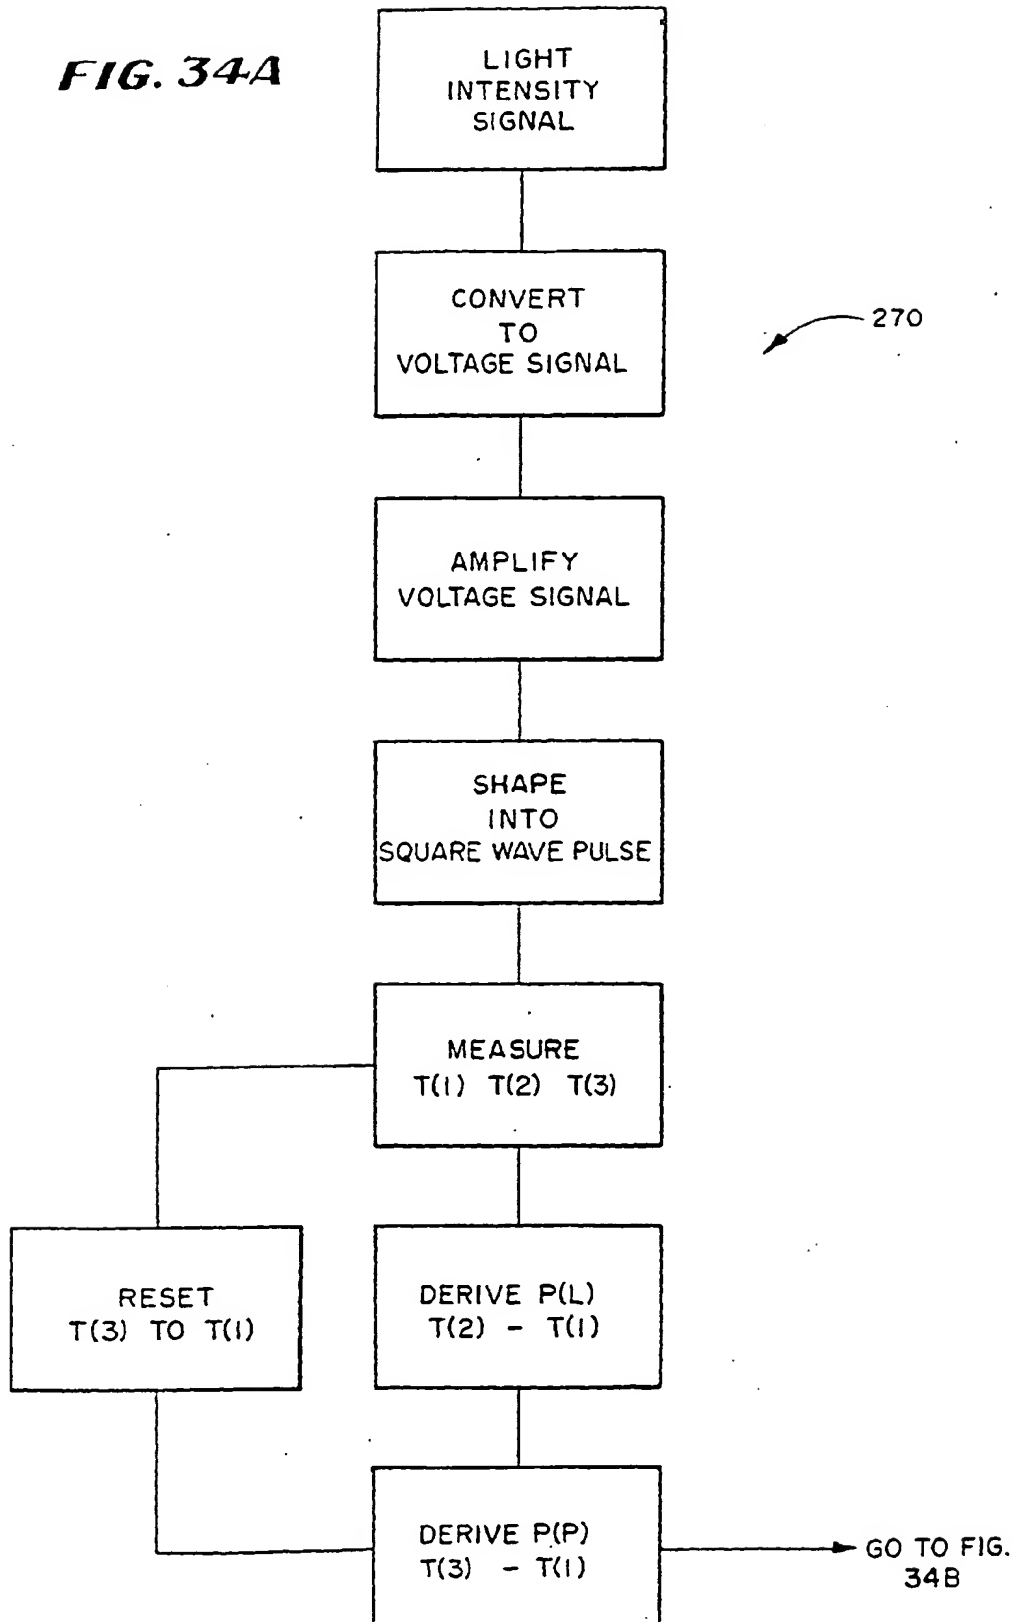 FIG. 34A
LIGHT
INTENSITY
SIGNAL
CONVERT
TO
VOLTAGE SIGNAL
270
AMPLIFY
VOLTAGE SIGNAL
SHAPE
INTO
SQUARE WAVE PULSE
MEASURE
T(1) T(2) T(3)
RESET
T(3) TO T(1)
DERIVE P(L)
T(2) - T(1)
DERIVE P(P)
T(3) - T(1)
GO TO FIG.
34B